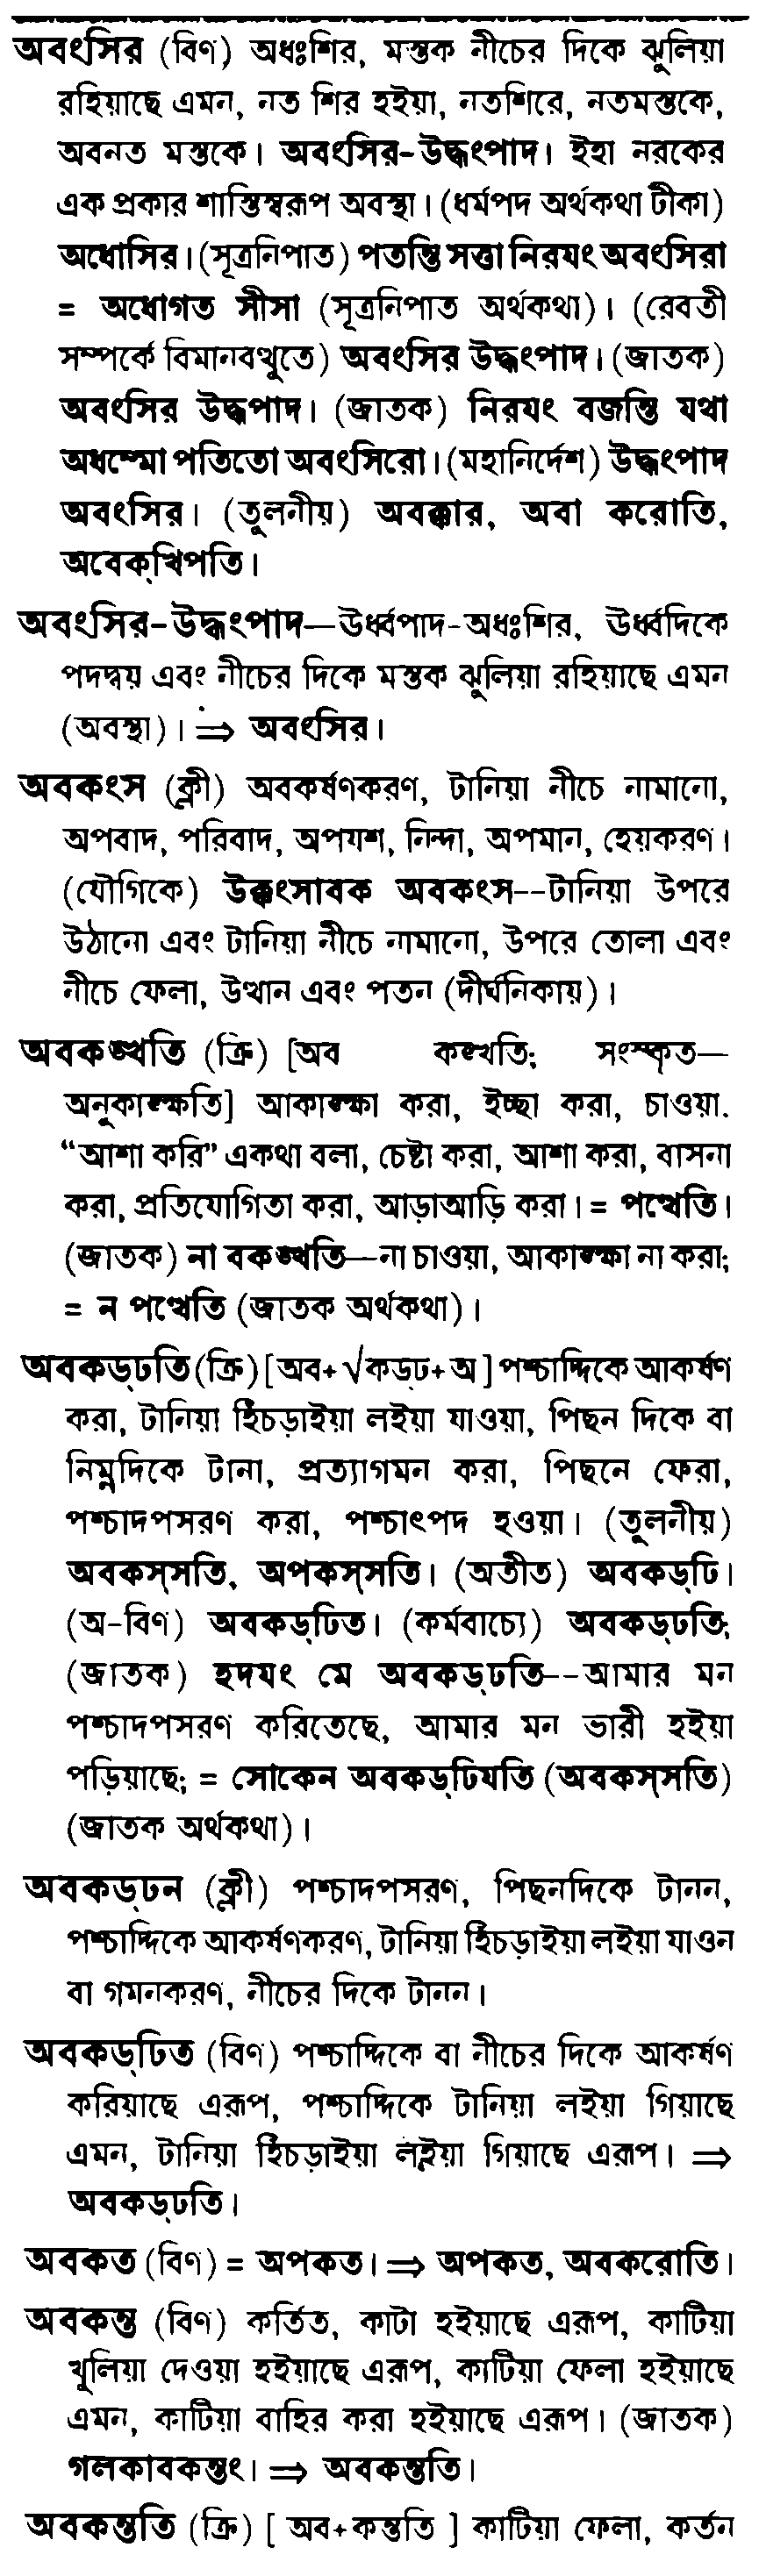 অবংসির (বিণ) অধঃশির, মস্তক নীচের দিকে ঝুলিয়া
রহিয়াছে এমন, নত শির হইয়া, নতশিরে, নতমস্তকে,
অবনত মস্তকে। অবংসির-উদ্ধংপাদ। ইহা নরকের
এক প্রকার শাস্তিস্বরূপ অবস্থা। (ধর্মপদ অর্থকথা টীকা)
অধোসির। (সূত্রনিপাত) পতন্তি সত্তা নিরযং অবংসিরা
= অধোগত সীসা (সূত্রনিপাত অর্থকথা)। (রেবতী
সম্পর্কে বিমানবত্থুতে) অবংসির উদ্ধংপাদ। (জাতক)
অবংসির উদ্ধপাদ। (জাতক) নিরযং বজন্তি যথা
অধম্মো পতিতো অবংসিরো। (মহানির্দেশ) উদ্ধংপাদ
অবংসির। (তুলনীয়) অবক্কার, অবা করোতি,
অবেক্খিপতি।
অবংসির-উদ্ধংপাদ—ঊর্ধ্বপাদ-অধঃশির, ঊর্ধ্বদিকে
পদদ্বয় এবং নীচের দিকে মস্তক ঝুলিয়া রহিয়াছে এমন
(অবস্থা)। ⇒ অবংসির।
অবকংস (ক্লী) অবকর্ষণকরণ, টানিয়া নীচে নামানো,
অপবাদ, পরিবাদ, অপযশ, নিন্দা, অপমান, হেয়করণ।
(যৌগিকে) উক্কংসাবক অবকংস--টানিয়া উপরে
উঠানো এবং টানিয়া নীচে নামানো, উপরে তোলা এবং
নীচে ফেলা, উত্থান এবং পতন (দীর্ঘনিকায়)।
অবকঙ্খতি (ক্রি) [অব কঙ্খতি; সংস্কৃত—
অনুকাঙ্ক্ষতি] আকাঙ্ক্ষা করা, ইচ্ছা করা, চাওয়া.
“আশা করি” একথা বলা, চেষ্টা করা, আশা করা, বাসনা
করা, প্রতিযোগিতা করা, আড়াআড়ি করা। = পত্থেতি।
(জাতক) না বকঙ্খতি—না চাওয়া, আকাঙ্ক্ষা না করা;
= ন পত্থেতি (জাতক অর্থকথা)।
অবকড্ঢতি (ক্রি) [অব+√কড্ঢ+অ] পশ্চাদ্দিকে আকর্ষণ
করা, টানিয়া হিঁচড়াইয়া লইয়া যাওয়া, পিছন দিকে বা
নিম্নদিকে টানা, প্রত্যাগমন করা, পিছনে ফেরা,
পশ্চাদপসরণ করা, পশ্চাৎপদ হওয়া। (তুলনীয়)
অবকস্সতি, অপকস্সতি। (অতীত) অবকড্ঢি।
(অ-বিণ) অবকড্ঢিত। (কর্মবাচ্যে) অবকড্ঢতি;
(জাতক) হদযং মে অবকড্ঢতি--আমার মন
পশ্চাদপসরণ করিতেছে, আমার মন ভারী হইয়া
পড়িয়াছে; = সোকেন অবকড্ঢিযতি (অবকস্সতি)
(জাতক অর্থকথা)।
অবকড্ঢন (ক্লী) পশ্চাদপসরণ, পিছনদিকে টানন,
পশ্চাদ্দিকে আকর্ষণকরণ, টানিয়া হিঁচড়াইয়া লইয়া যাওন
বা গমনকরণ, নীচের দিকে টানন।
অবকড্ঢিত (বিণ) পশ্চাদ্দিকে বা নীচের দিকে আকর্ষণ
করিয়াছে এরূপ, পশ্চাদ্দিকে টানিয়া লইয়া গিয়াছে
এমন, টানিয়া হিঁচড়াইয়া লইয়া গিয়াছে এরূপ। ⇒
অবকড্ঢতি।
অবকত (বিণ) = অপকত। ⇒ অপকত, অবকরোতি।
অবকন্ত (বিণ) কর্তিত, কাটা হইয়াছে এরূপ, কাটিয়া
খুলিয়া দেওয়া হইয়াছে এরূপ, কাটিয়া ফেলা হইয়াছে
এমন, কাটিয়া বাহির করা হইয়াছে এরূপ। (জাতক)
গলকাবকন্তং। ⇒ অবকন্ততি।
অবকন্ততি (ক্রি) [ অব+কন্ততি ] কাটিয়া ফেলা, কর্তন